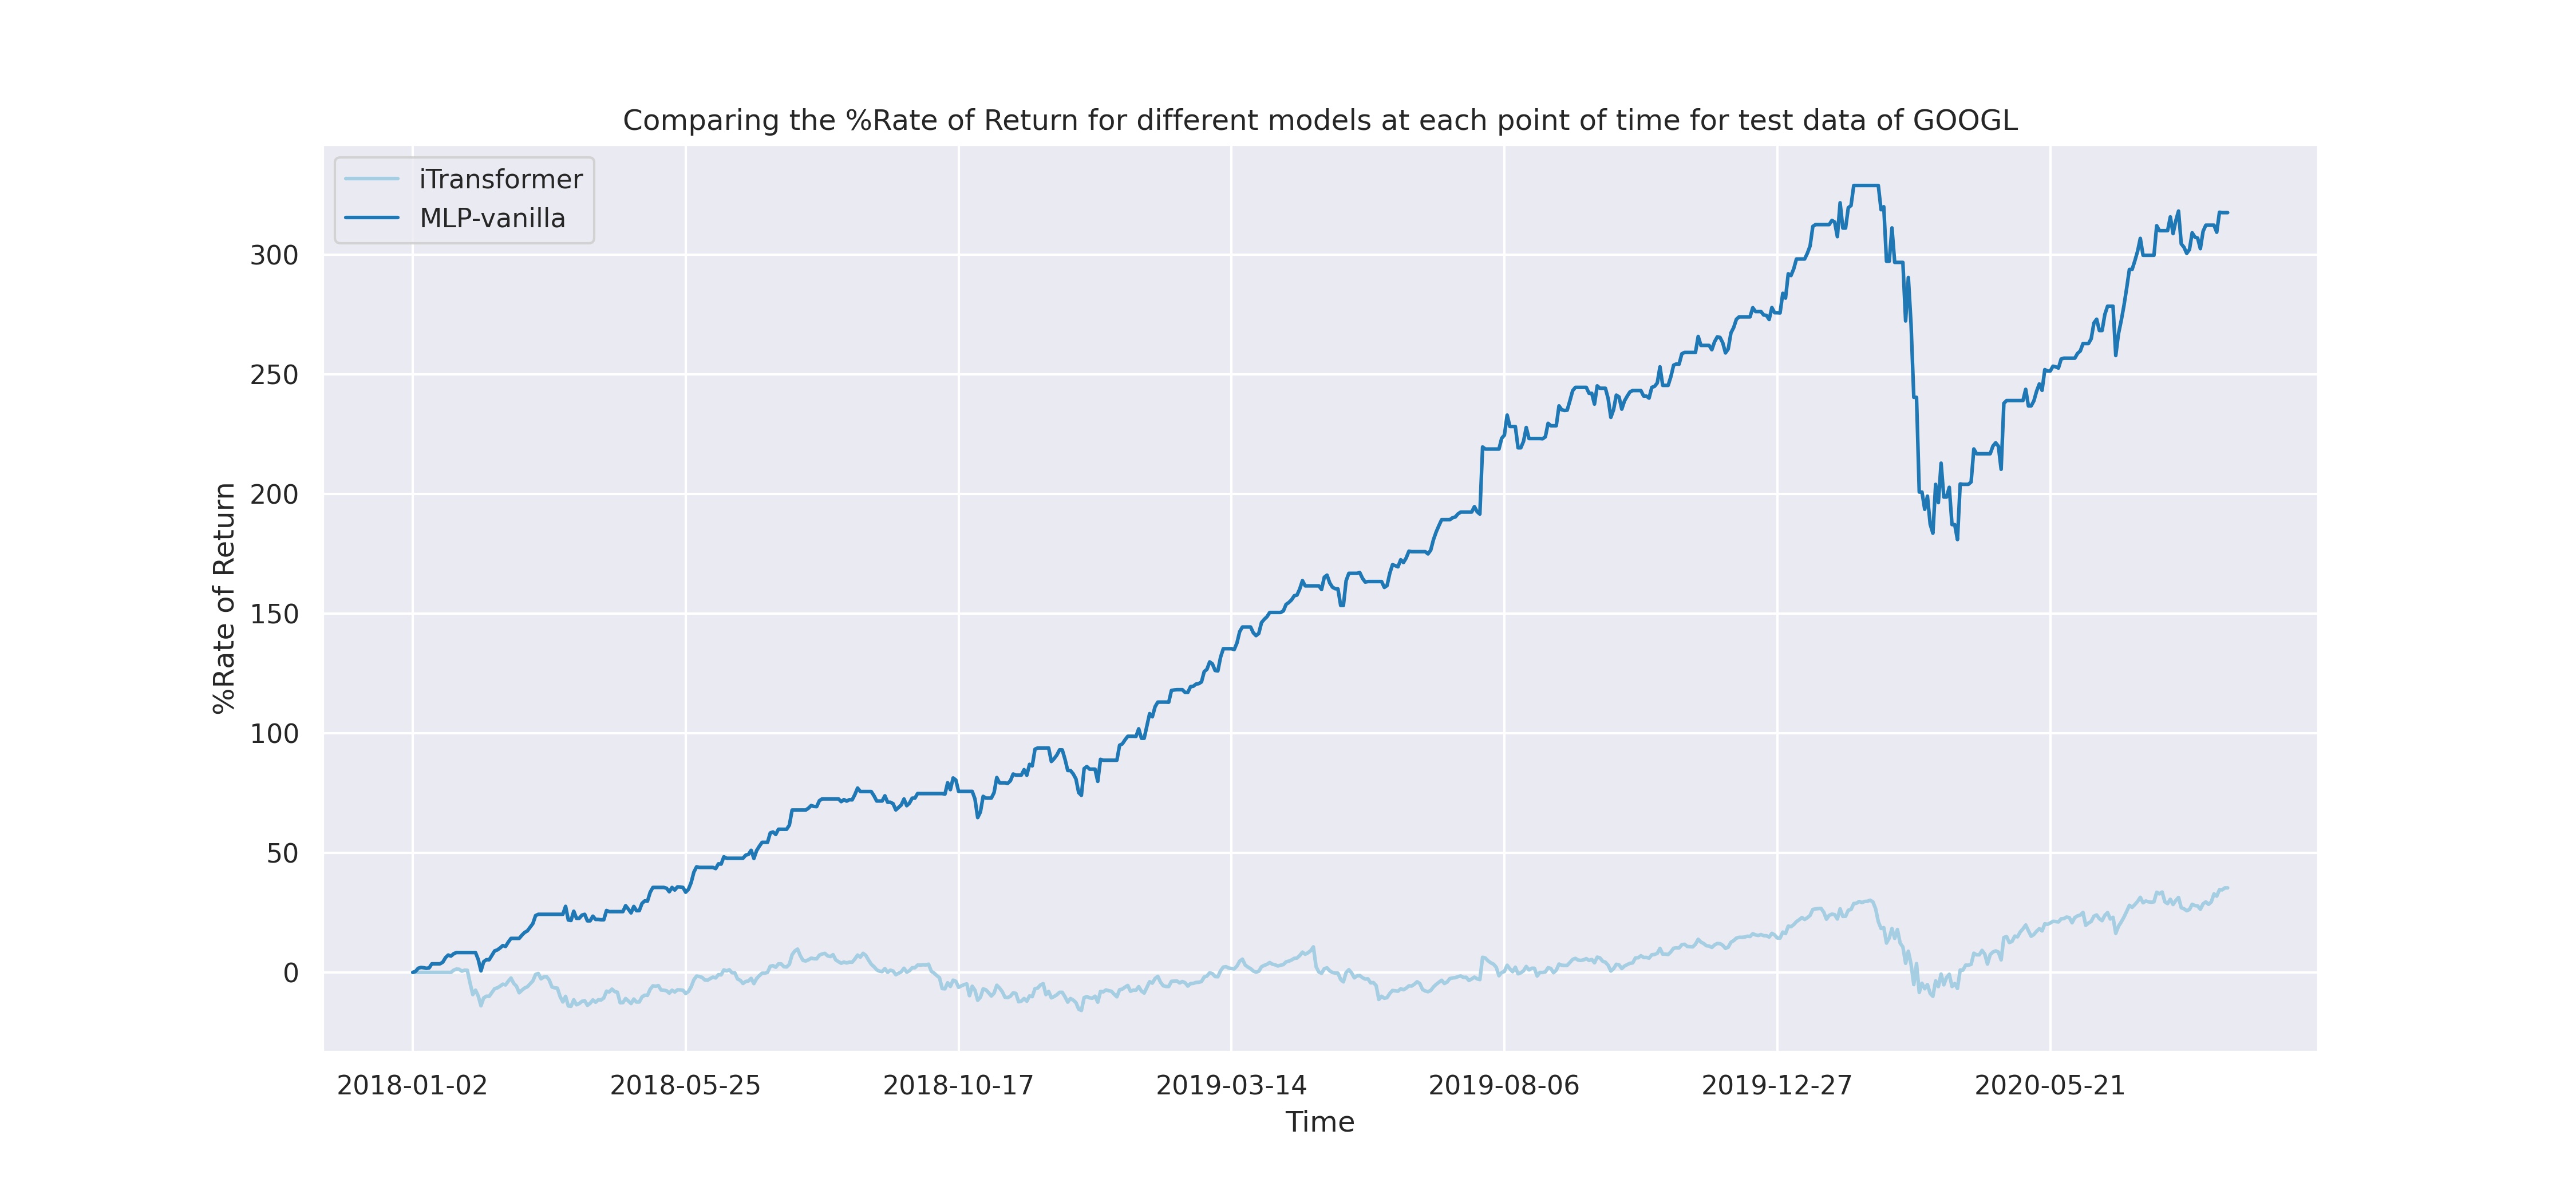 Comparing the %Rate of Return for different models at each point of time for test data of GOOGL
iTransformer
MLP-vanilla
%Rate of Return
300
250
200
150
100
50
0
2018-01-02 2018-05-25 2018-10-17 2019-03-14 2019-08-06 2019-12-27 2020-05-21
Time